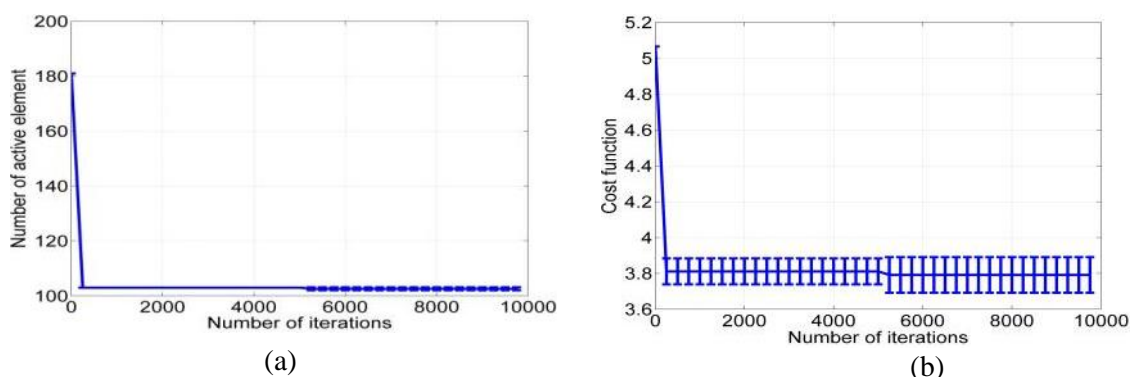 200
180
160
140
120
100
Number of active element
0 2000 4000 6000 8000 10000
Number of iterations
(a)
5.2
5
4.8
4.6
4.4
4.2
4
3.8
3.6
Cost function
0 2000 4000 6000 8000 10000
Number of iterations
(b)